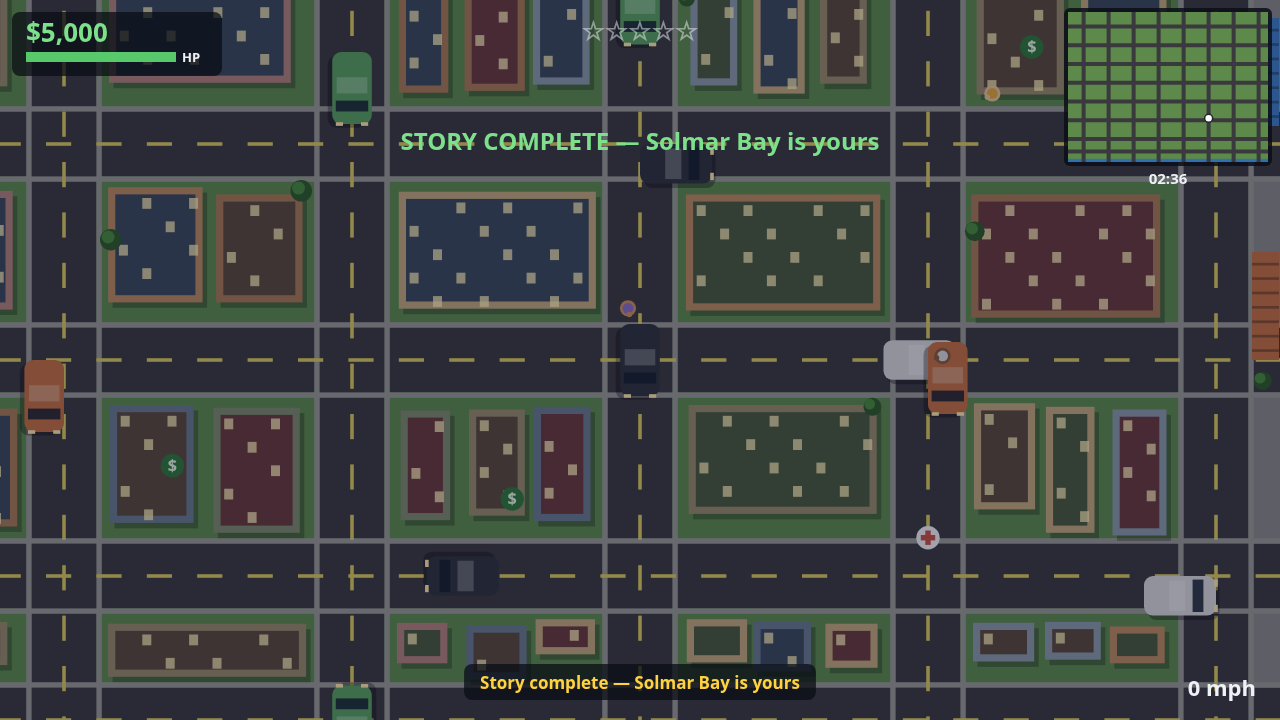 $5,000
HP
$
STORY COMPLETE — Solmar Bay is yours
02:36
$
$
Story complete — Solmar Bay is yours
0 mph